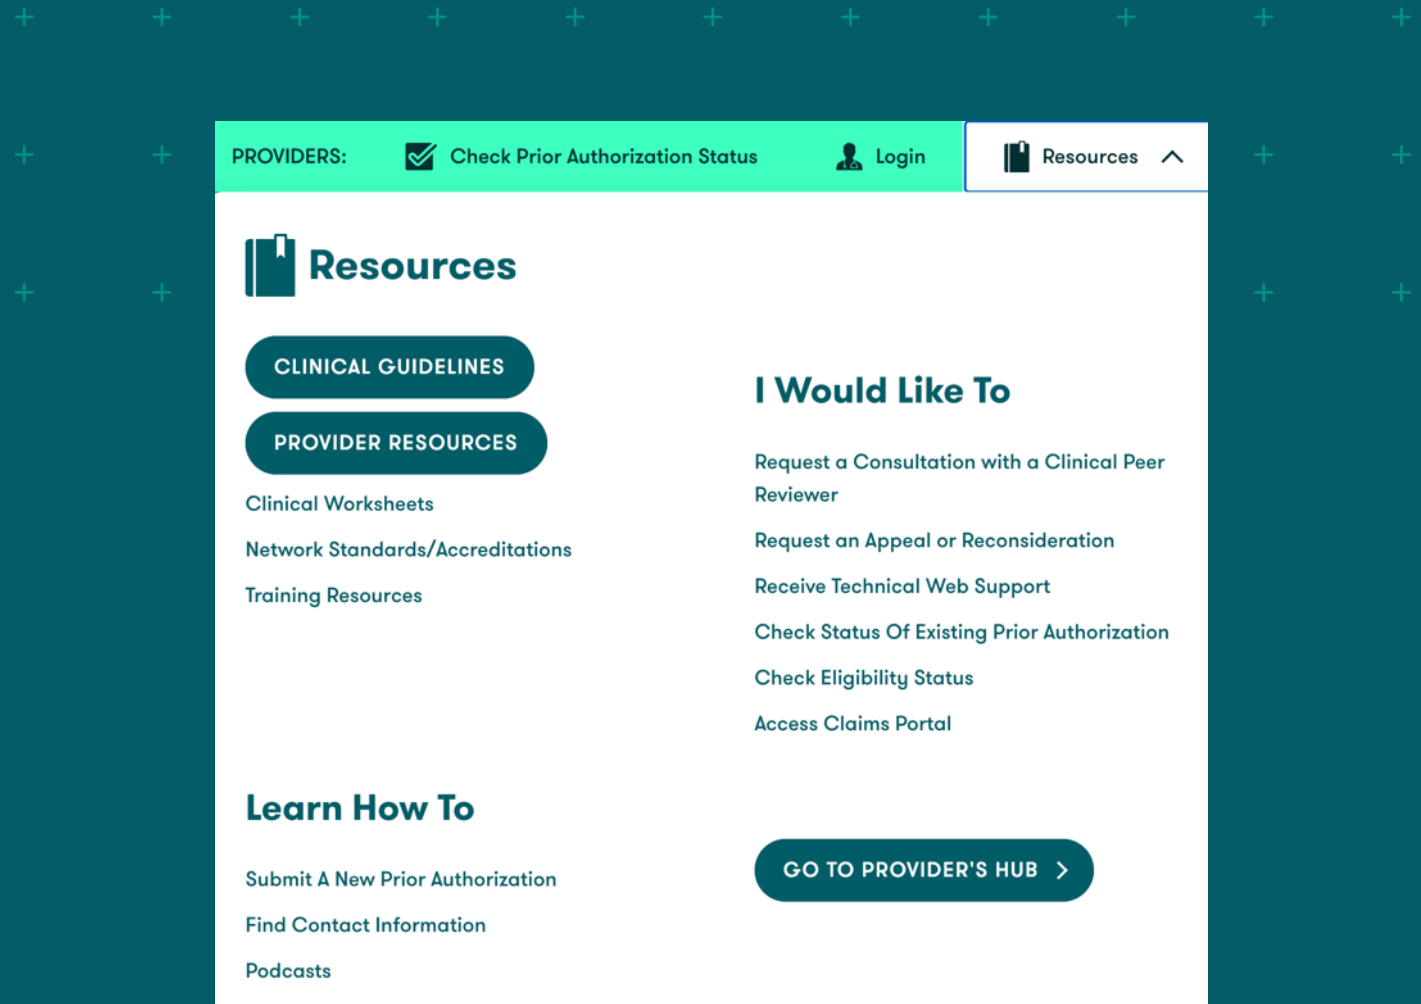 PROVIDERS:
Check Prior Authorization Status
Login
Resources
Resources
CLINICAL GUIDELINES
PROVIDER RESOURCES
Clinical Worksheets
Network Standards/Accreditations
Training Resources
I Would Like To
Request a Consultation with a Clinical Peer
Reviewer
Request an Appeal or Reconsideration
Receive Technical Web Support
Check Status Of Existing Prior Authorization
Check Eligibility Status
Access Claims Portal
Learn How To
Submit A New Prior Authorization
Find Contact Information
Podcasts
GO TO PROVIDER'S HUB